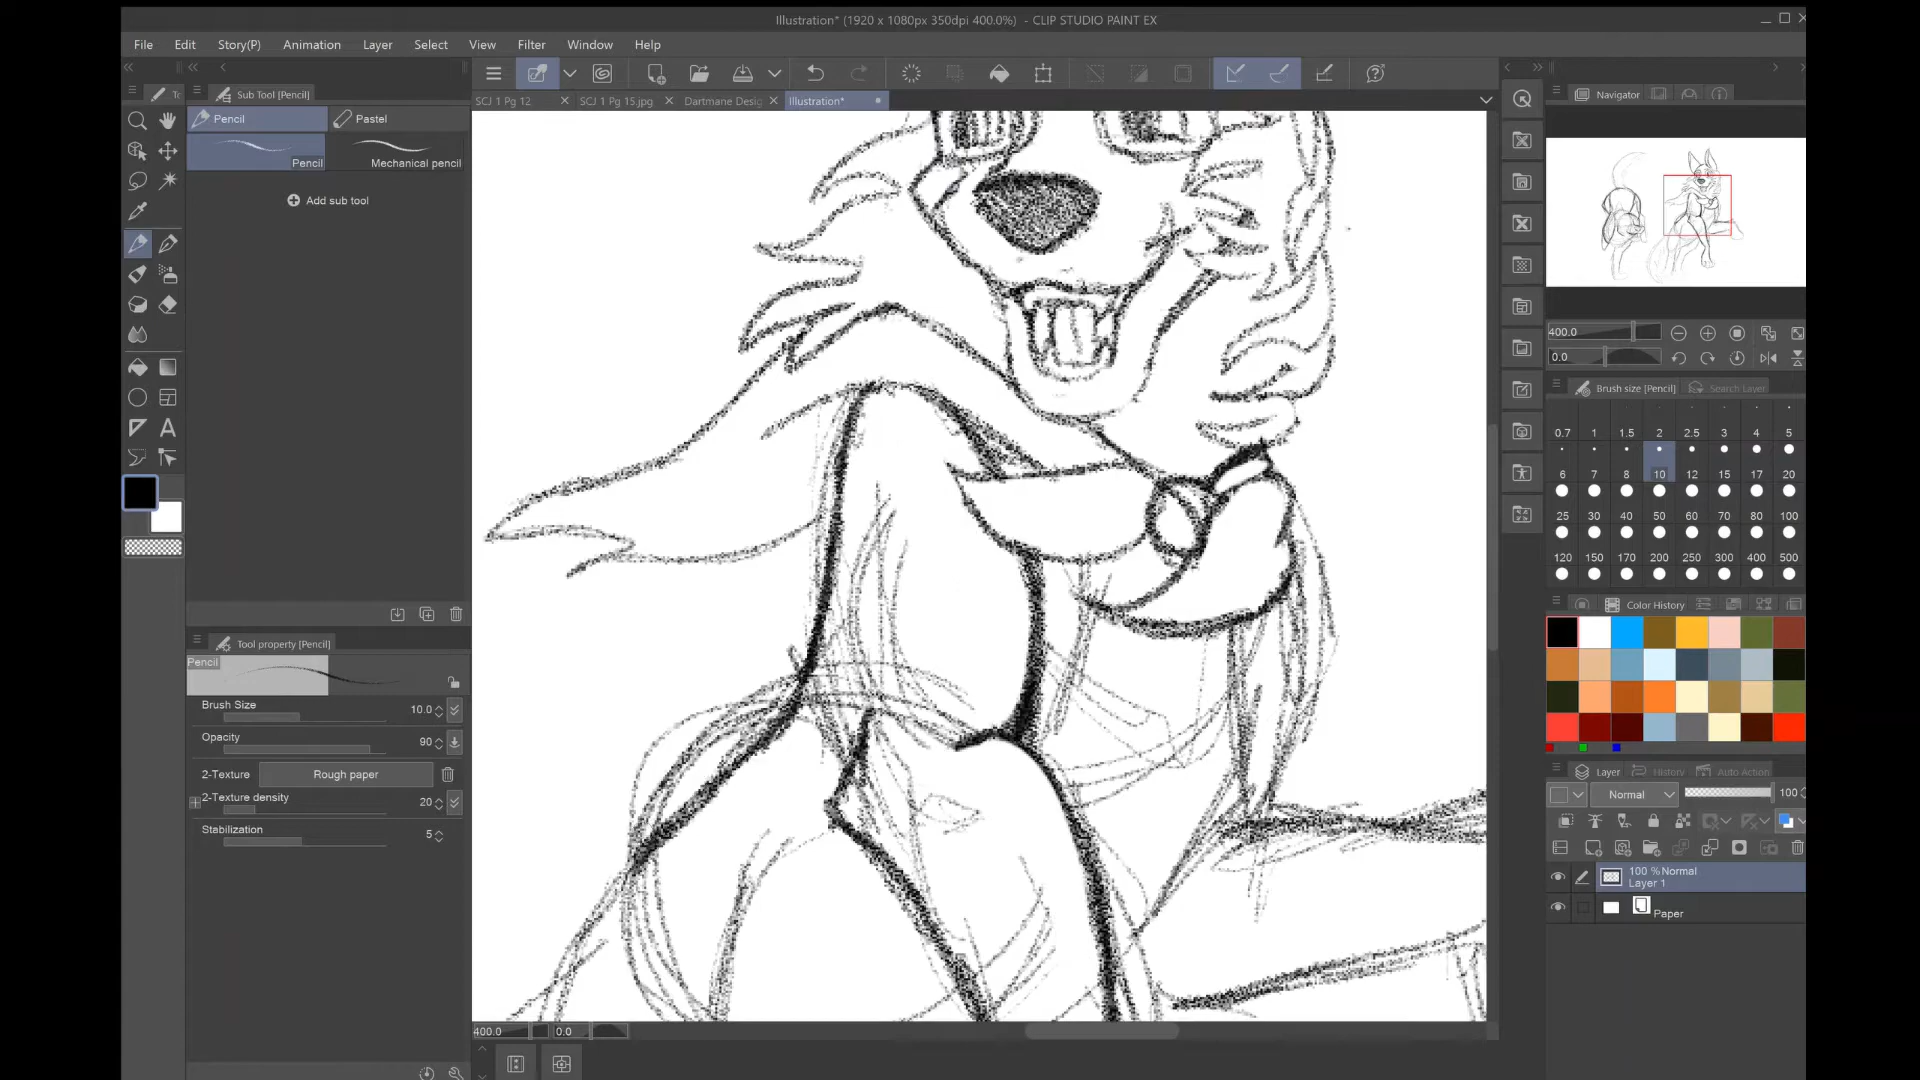 Illustration* (1920 x 1080px 350dpi 400.0%)  - CLIP STUDIO PAINT EX
File Edit Story(P) Animation Layer Select View Filter Window Help
SCJ 1 Pg 12 SCJ 1 Pg 15.jpg Dartmane Desig Illustration*
Sub Tool [Pencil]
Pencil Pastel
Pencil Mechanical pencil
Add sub tool
Tool property [Pencil]
Pencil
Brush Size 10.0
Opacity 90
2-Texture Rough paper
2-Texture density 20
Stabilization 5
400.0 0.0
Navigator
400.0
0.0
Brush size [Pencil] Search Layer
0.7 1 1.5 2 2.5 3 4 5
6 7 8 10 12 15 17 20
25 30 40 50 60 70 80 100
120 150 170 200 250 300 400 500
Color History
Layer History Auto Action
Normal 100
100 % Normal
Layer 1
Paper